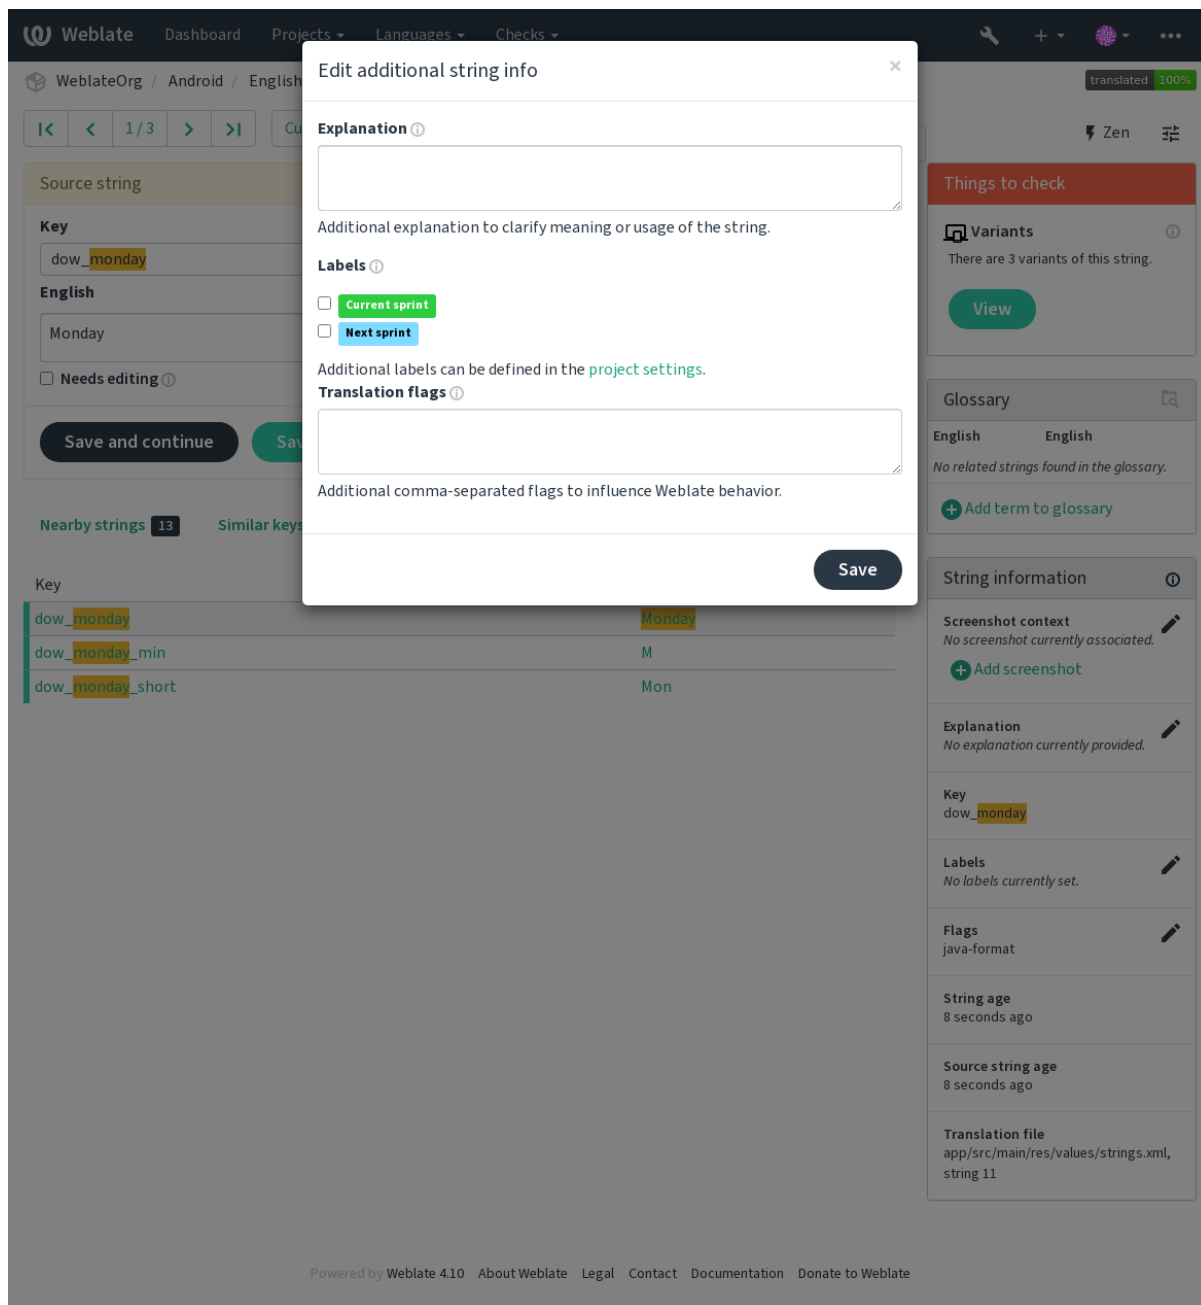 Weblate Dashboard Projects Languages Checks
WeblateOrg / Android / English
translated 100%
1 / 3
Zen
Edit additional string info
×
Explanation
Additional explanation to clarify meaning or usage of the string.
Labels
Current sprint
Next sprint
Additional labels can be defined in the project settings.
Translation flags
Additional comma-separated flags to influence Weblate behavior.
Save
Source string
Key
dow_monday
English
Monday
Needs editing
Save and continue
Nearby strings 13 Similar keys
Key
dow_monday Monday
dow_monday_min M
dow_monday_short Mon
Things to check
Variants
There are 3 variants of this string.
View
Glossary
English English
No related strings found in the glossary.
Add term to glossary
String information
Screenshot context
No screenshot currently associated.
Add screenshot
Explanation
No explanation currently provided.
Key
dow_monday
Labels
No labels currently set.
Flags
java-format
String age
8 seconds ago
Source string age
8 seconds ago
Translation file
app/src/main/res/values/strings.xml,
string 11
Powered by Weblate 4.10 About Weblate Legal Contact Documentation Donate to Weblate